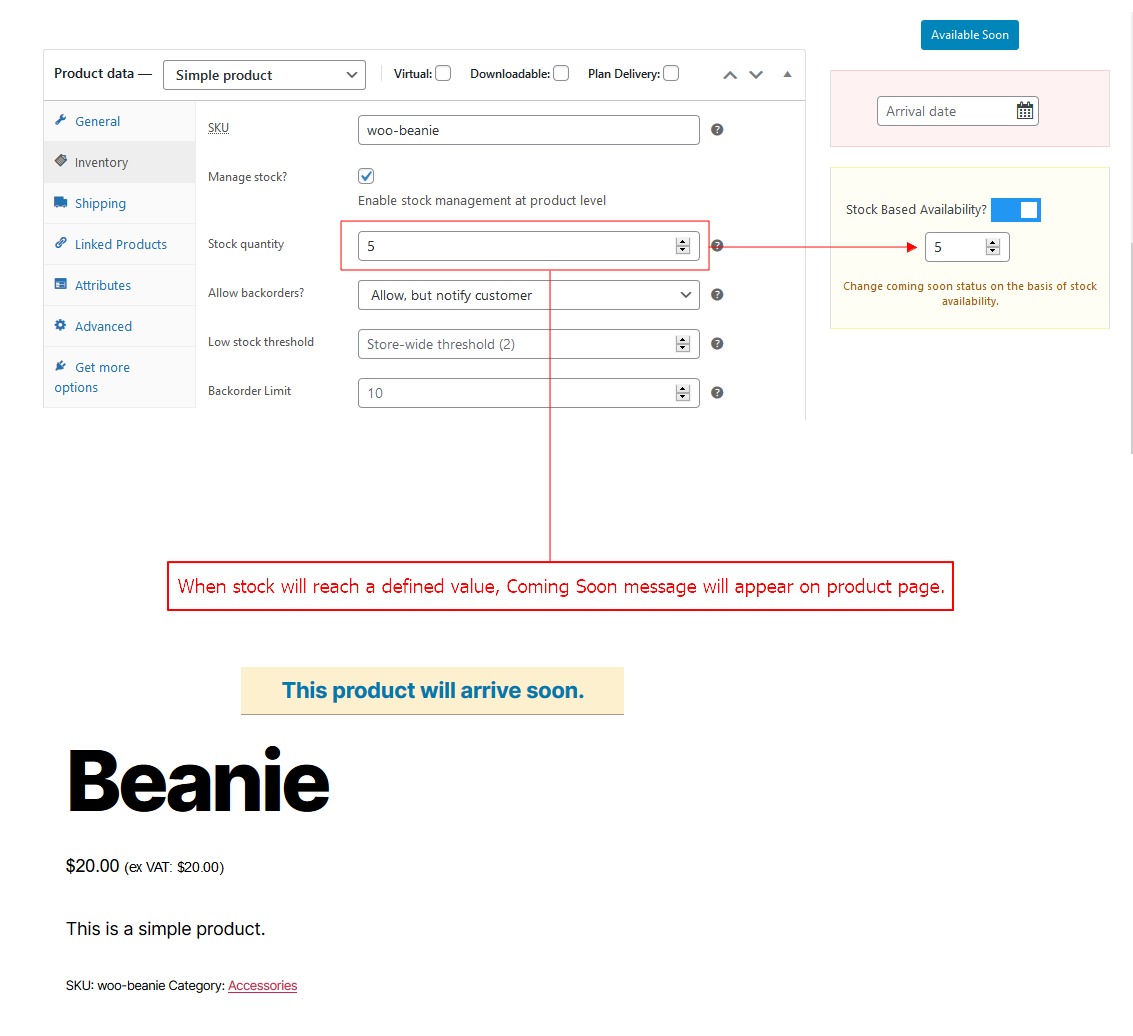 Available Soon
Product data — Simple product Virtual: Downloadable: Plan Delivery:
Arrival date
General
Inventory
Shipping
Linked Products
Attributes
Advanced
Get more
options
SKU woo-beanie
Manage stock?
Enable stock management at product level
Stock quantity 5
Allow backorders? Allow, but notify customer
Low stock threshold Store-wide threshold (2)
Backorder Limit 10
Stock Based Availability?
5
Change coming soon status on the basis of stock
availability.
When stock will reach a defined value, Coming Soon message will appear on product page.
This product will arrive soon.
Beanie
$20.00 (ex VAT: $20.00)
This is a simple product.
SKU: woo-beanie Category: Accessories